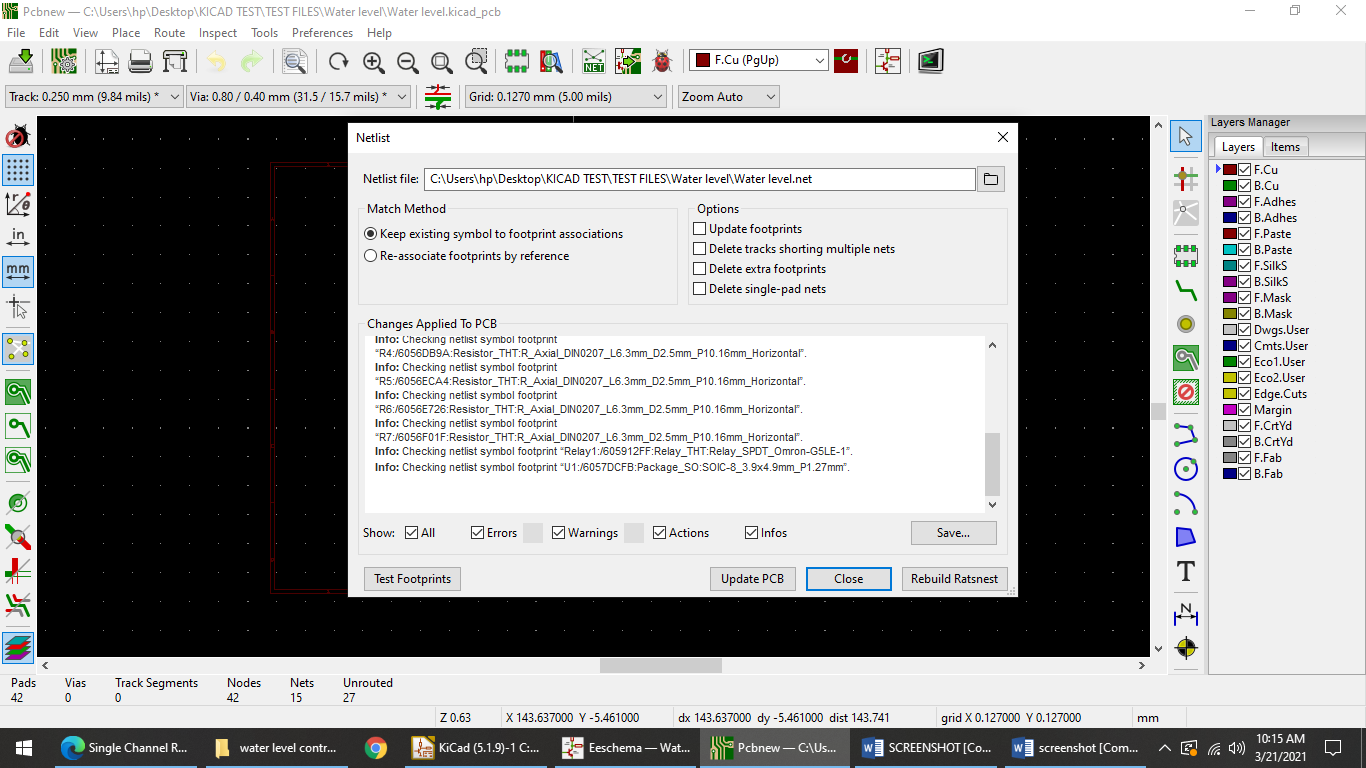 Pcbnew — C:\Users\hp\Desktop\KICAD TEST\TEST FILES\Water level\Water level.kicad_pcb
File Edit View Place Route Inspect Tools Preferences Help
NET
F.Cu (PgUp)
Track: 0.250 mm (9.84 mils) * Via: 0.80 / 0.40 mm (31.5 / 15.7 mils) * Grid: 0.1270 mm (5.00 mils) Zoom Auto
Netlist
Netlist file: C:\Users\hp\Desktop\KICAD TEST\TEST FILES\Water level\Water level.net
Match Method
Keep existing symbol to footprint associations
Re-associate footprints by reference
Options
Update footprints
Delete tracks shorting multiple nets
Delete extra footprints
Delete single-pad nets
Changes Applied To PCB
Info: Checking netlist symbol footprint
“R4:/6056DB9A:Resistor_THT:R_Axial_DIN0207_L6.3mm_D2.5mm_P10.16mm_Horizontal”.
Info: Checking netlist symbol footprint
“R5:/6056ECA4:Resistor_THT:R_Axial_DIN0207_L6.3mm_D2.5mm_P10.16mm_Horizontal”.
Info: Checking netlist symbol footprint
“R6:/6056E726:Resistor_THT:R_Axial_DIN0207_L6.3mm_D2.5mm_P10.16mm_Horizontal”.
Info: Checking netlist symbol footprint
“R7:/6056F01F:Resistor_THT:R_Axial_DIN0207_L6.3mm_D2.5mm_P10.16mm_Horizontal”.
Info: Checking netlist symbol footprint “Relay1:/605912FF:Relay_THT:Relay_SPDT_Omron-G5LE-1”.
Info: Checking netlist symbol footprint “U1:/6057DCFB:Package_SO:SOIC-8_3.9x4.9mm_P1.27mm”.
Show: All Errors Warnings Actions Infos Save...
Test Footprints Update PCB Close Rebuild Ratsnest
in
mm
T
N
Layers Manager
Layers Items
F.Cu
B.Cu
F.Adhes
B.Adhes
F.Paste
B.Paste
F.SilkS
B.SilkS
F.Mask
B.Mask
Dwgs.User
Cmts.User
Eco1.User
Eco2.User
Edge.Cuts
Margin
F.CrtYd
B.CrtYd
F.Fab
B.Fab
Pads Vias Track Segments Nodes Nets Unrouted
42 0 0 42 15 27
Z 0.63 X 143.637000 Y -5.461000 dx 143.637000 dy -5.461000 dist 143.741 grid X 0.127000 Y 0.127000 mm
Single Channel R... water level contr... KiCad (5.1.9)-1 C:... Eeschema — Wat... Pcbnew — C:\Us... SCREENSHOT [Co... screenshot [Com...
10:15 AM
3/21/2021